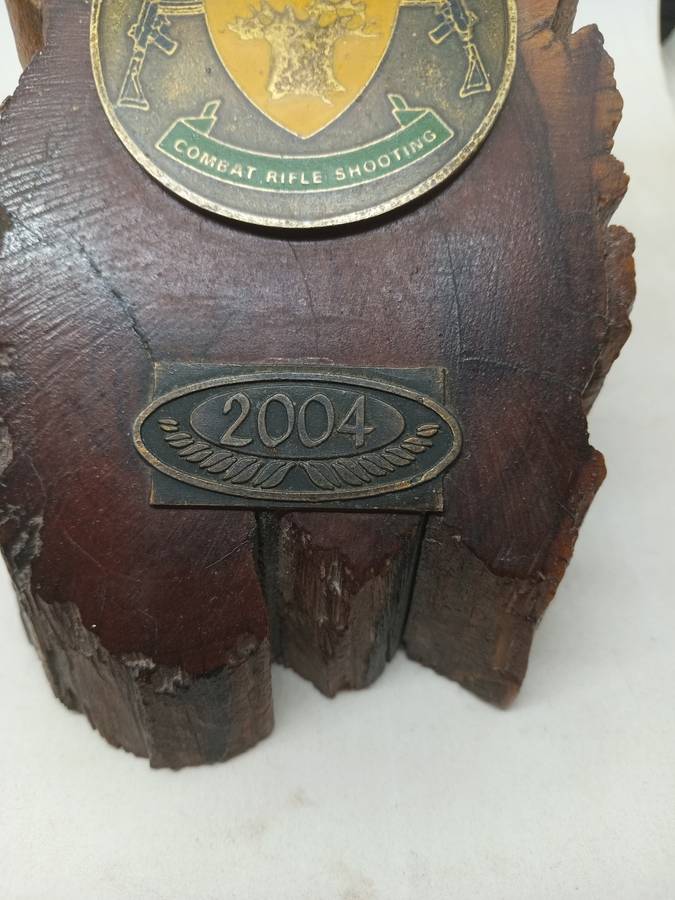 COMBAT RIFLE SHOOTING
2004